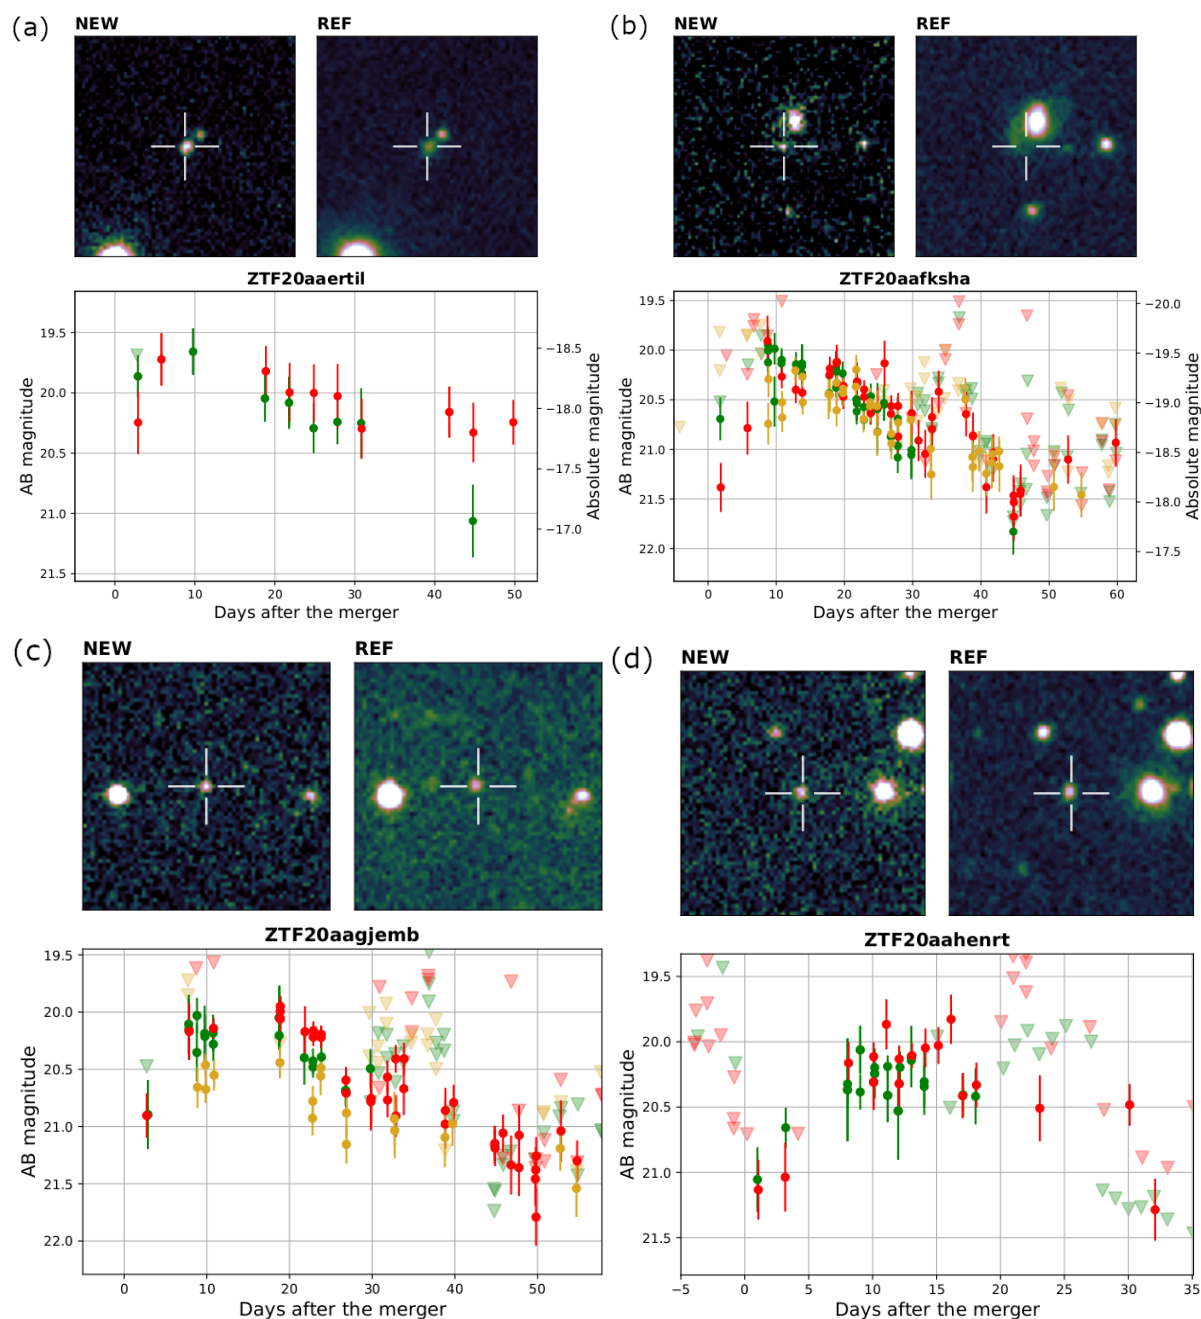 (a)
NEW
REF
(b)
NEW
REF
ZTF20aaertil
19.5
20.0
20.5
21.0
21.5
AB magnitude
−18.5
−18.0
−17.5
−17.0
Absolute magnitude
0 10 20 30 40 50
Days after the merger
ZTF20aafksha
19.5
20.0
20.5
21.0
21.5
22.0
AB magnitude
−20.0
−19.5
−19.0
−18.5
−18.0
−17.5
Absolute magnitude
0 10 20 30 40 50 60
Days after the merger
(c)
NEW
REF
(d)
NEW
REF
ZTF20aagjemb
19.5
20.0
20.5
21.0
21.5
22.0
AB magnitude
0 10 20 30 40 50
Days after the merger
ZTF20aahenrt
19.5
20.0
20.5
21.0
21.5
AB magnitude
−5 0 5 10 15 20 25 30 35
Days after the merger